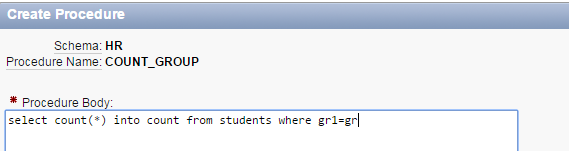 Create Procedure
Schema: HR
Procedure Name: COUNT_GROUP
* Procedure Body:
select count(*) into count from students where gr1=gr